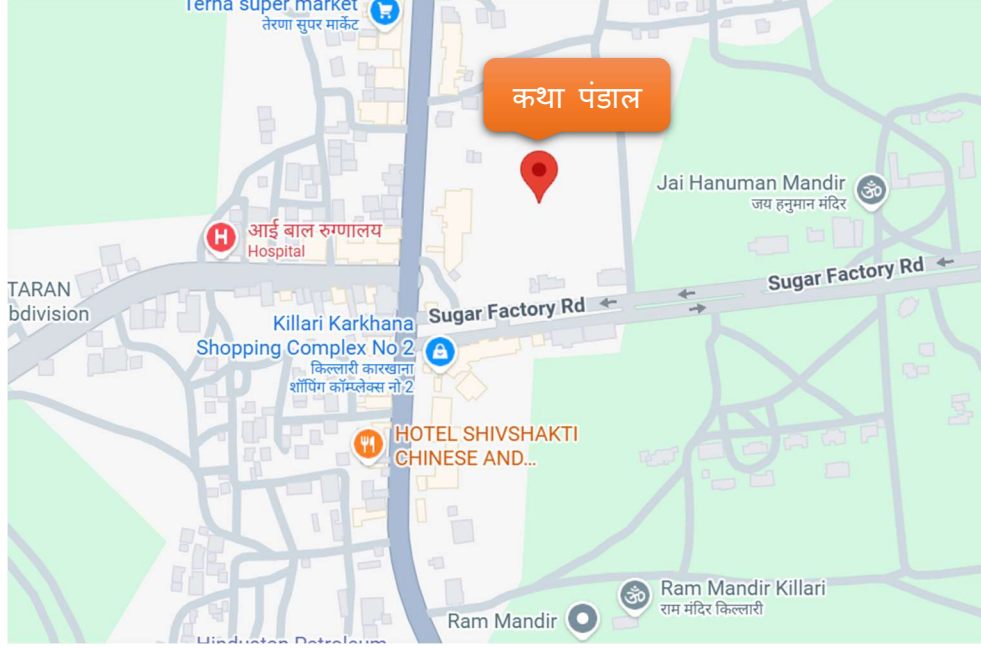 Terna super market
तेरणा सुपर मार्केट
कथा पंडाल
Jai Hanuman Mandir
जय हनुमान मंदिर
आई बाल रुग्णालय
Hospital
TARAN
bdivision
Sugar Factory Rd
Sugar Factory Rd
Killari Karkhana
Shopping Complex No 2
किल्लारी कारखाना
शॉपिंग कॉम्प्लेक्स नो 2
HOTEL SHIVSHAKTI
CHINESE AND...
Ram Mandir Killari
राम मंदिर किल्लारी
Ram Mandir
Hindustan Petroleum